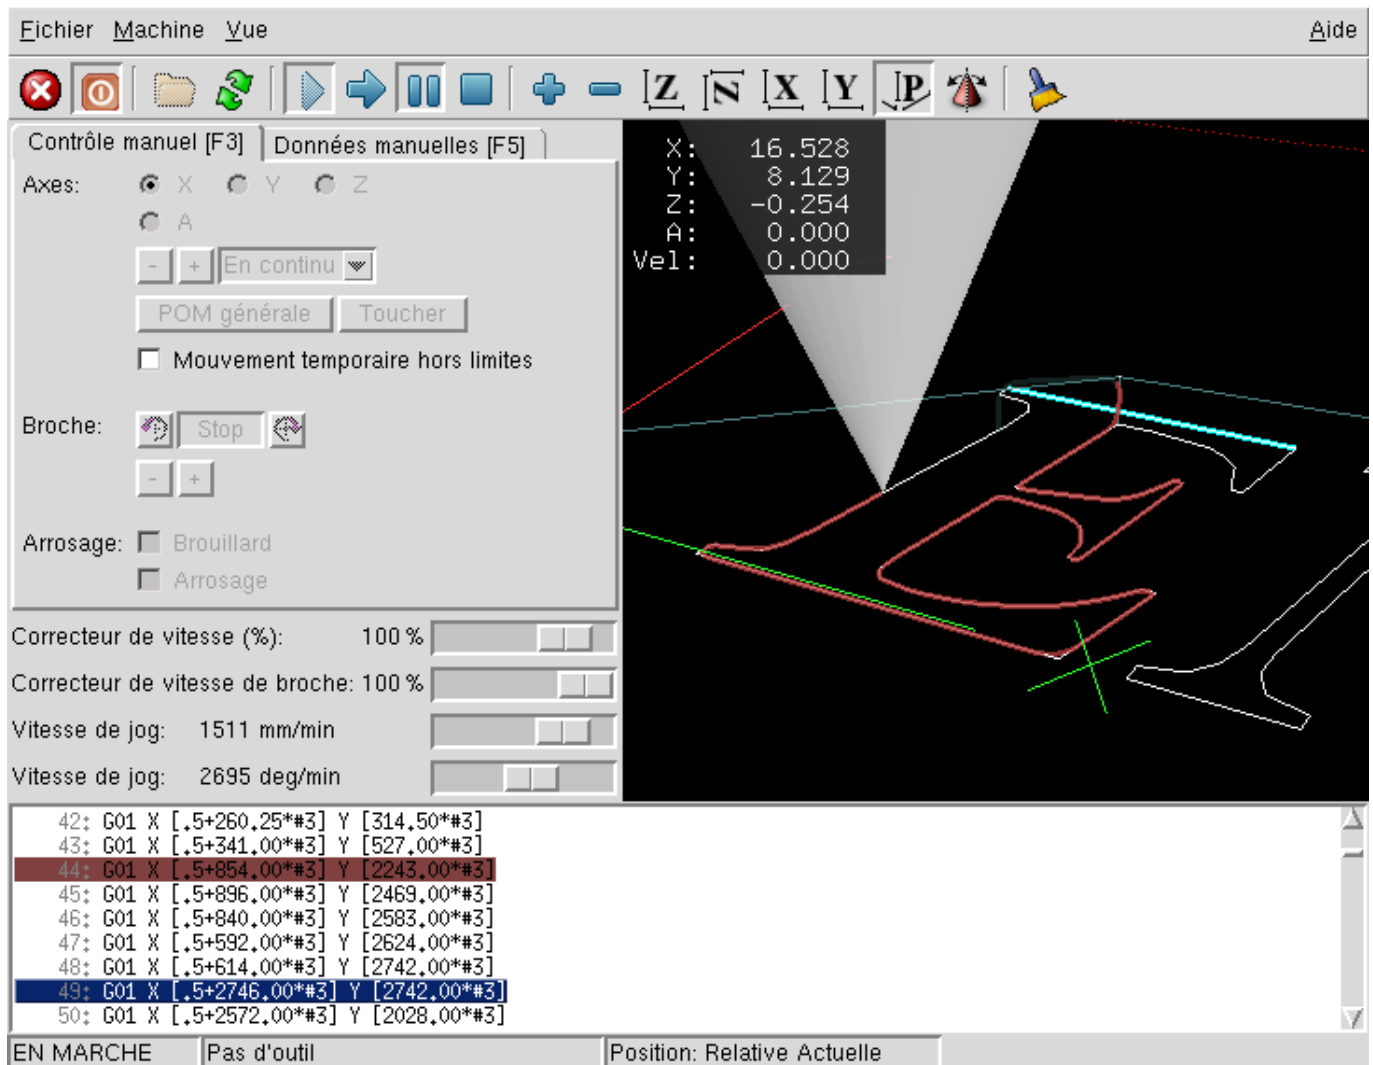 Fichier Machine Vue Aide
Z N X Y P
Contrôle manuel [F3] Données manuelles [F5]
Axes: X Y Z
A
- + En continu
POM générale Toucher
Mouvement temporaire hors limites
Broche: Stop
- +
Arrosage: Brouillard
Arrosage
Correcteur de vitesse (%): 100 %
Correcteur de vitesse de broche: 100 %
Vitesse de jog: 1511 mm/min
Vitesse de jog: 2695 deg/min
X: 16.528
Y: 8.129
Z: -0.254
A: 0.000
Vel: 0.000
42: G01 X [.5+260.25*#3] Y [314.50*#3]
43: G01 X [.5+341.00*#3] Y [527.00*#3]
44: G01 X [.5+854.00*#3] Y [2243.00*#3]
45: G01 X [.5+896.00*#3] Y [2469.00*#3]
46: G01 X [.5+840.00*#3] Y [2583.00*#3]
47: G01 X [.5+592.00*#3] Y [2624.00*#3]
48: G01 X [.5+614.00*#3] Y [2742.00*#3]
49: G01 X [.5+2746.00*#3] Y [2742.00*#3]
50: G01 X [.5+2572.00*#3] Y [2028.00*#3]
EN MARCHE Pas d'outil Position: Relative Actuelle